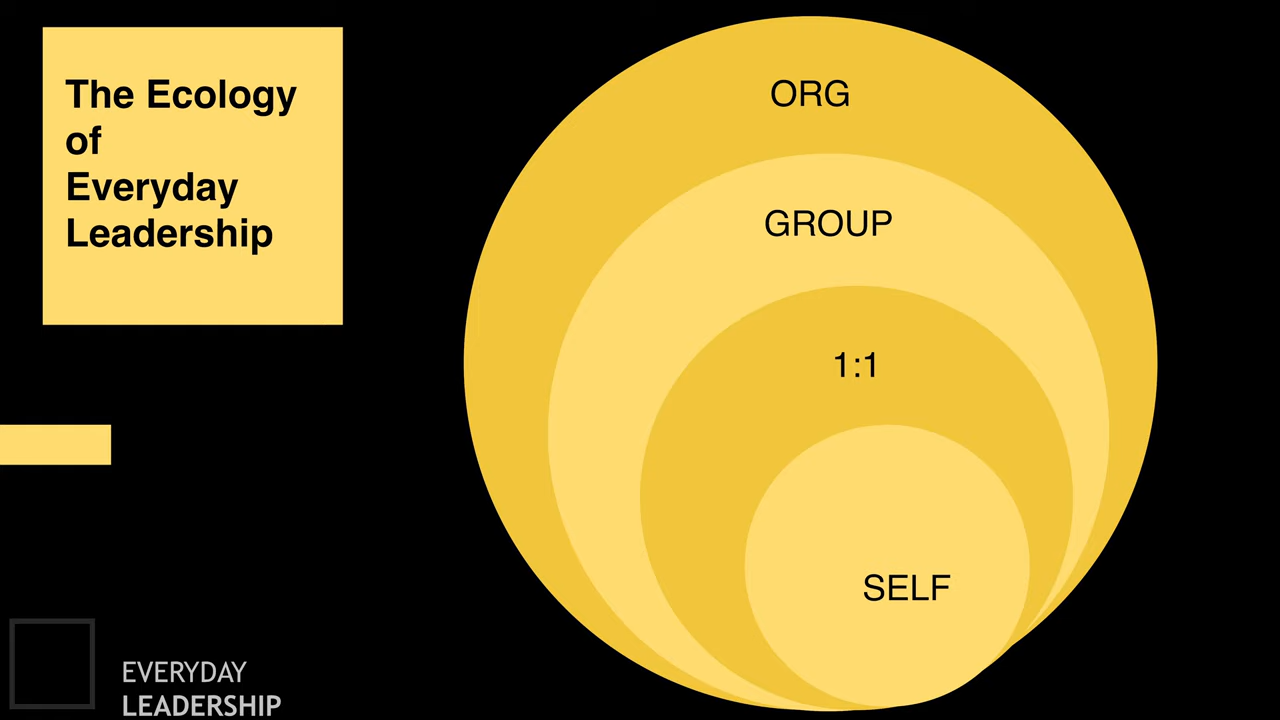 The Ecology
of
Everyday
Leadership
ORG
GROUP
1:1
SELF
EVERYDAY
LEADERSHIP